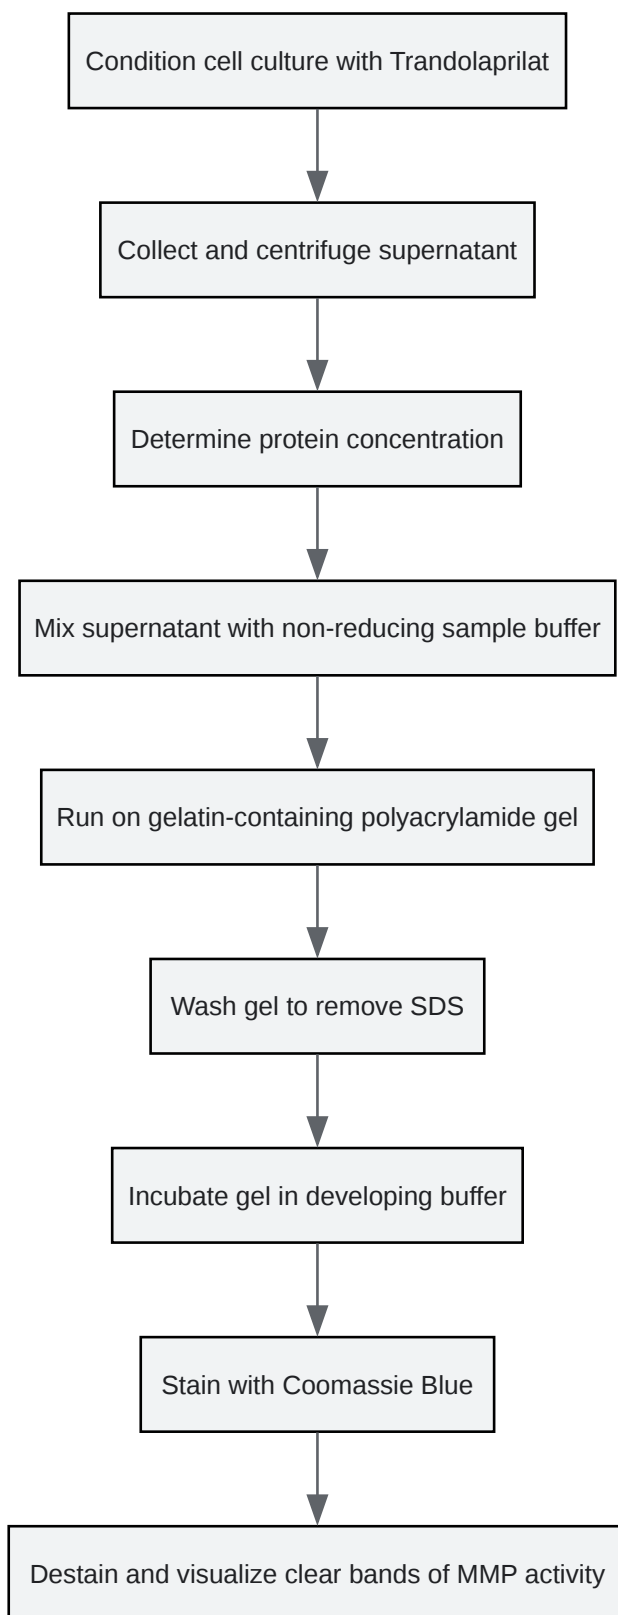 Condition cell culture with Trandolaprilat
Collect and centrifuge supernatant
Determine protein concentration
Mix supernatant with non-reducing sample buffer
Run on gelatin-containing polyacrylamide gel
Wash gel to remove SDS
Incubate gel in developing buffer
Stain with Coomassie Blue
Destain and visualize clear bands of MMP activity